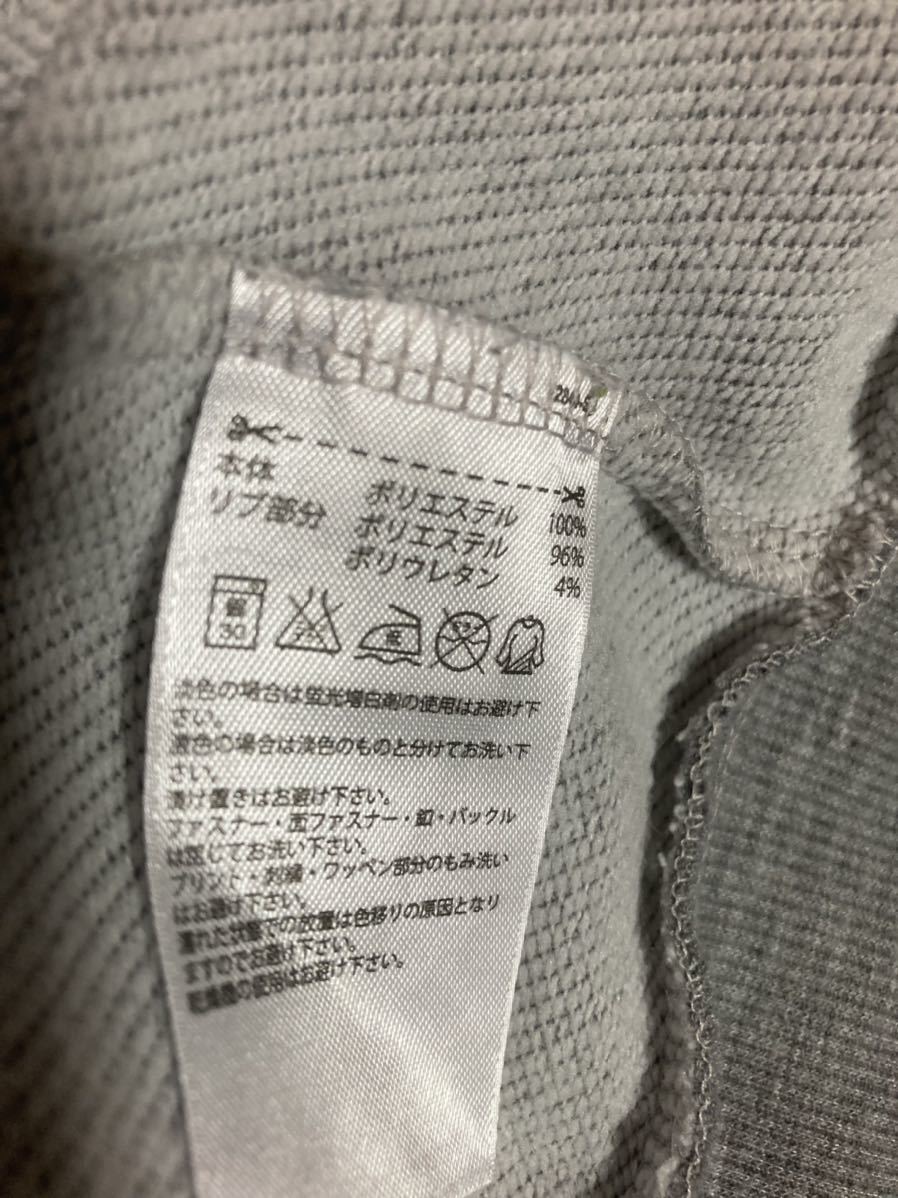 本体 ポリエステル 100%
リブ部分 ポリエステル 96%
ポリウレタン 4%
30
淡色の場合は蛍光増白剤の使用はお避け下
さい。
濃色の場合は淡色のものと分けてお洗い下
さい。
漬け置きはお避け下さい。
ファスナー・面ファスナー・釦・バックル
は閉じてお洗い下さい。
プリント・刺繍・ワッペン部分のもみ洗い
はお避け下さい。
濡れた状態での放置は色移りの原因となり
ますのでお避け下さい。
乾燥機の使用はお避け下さい。